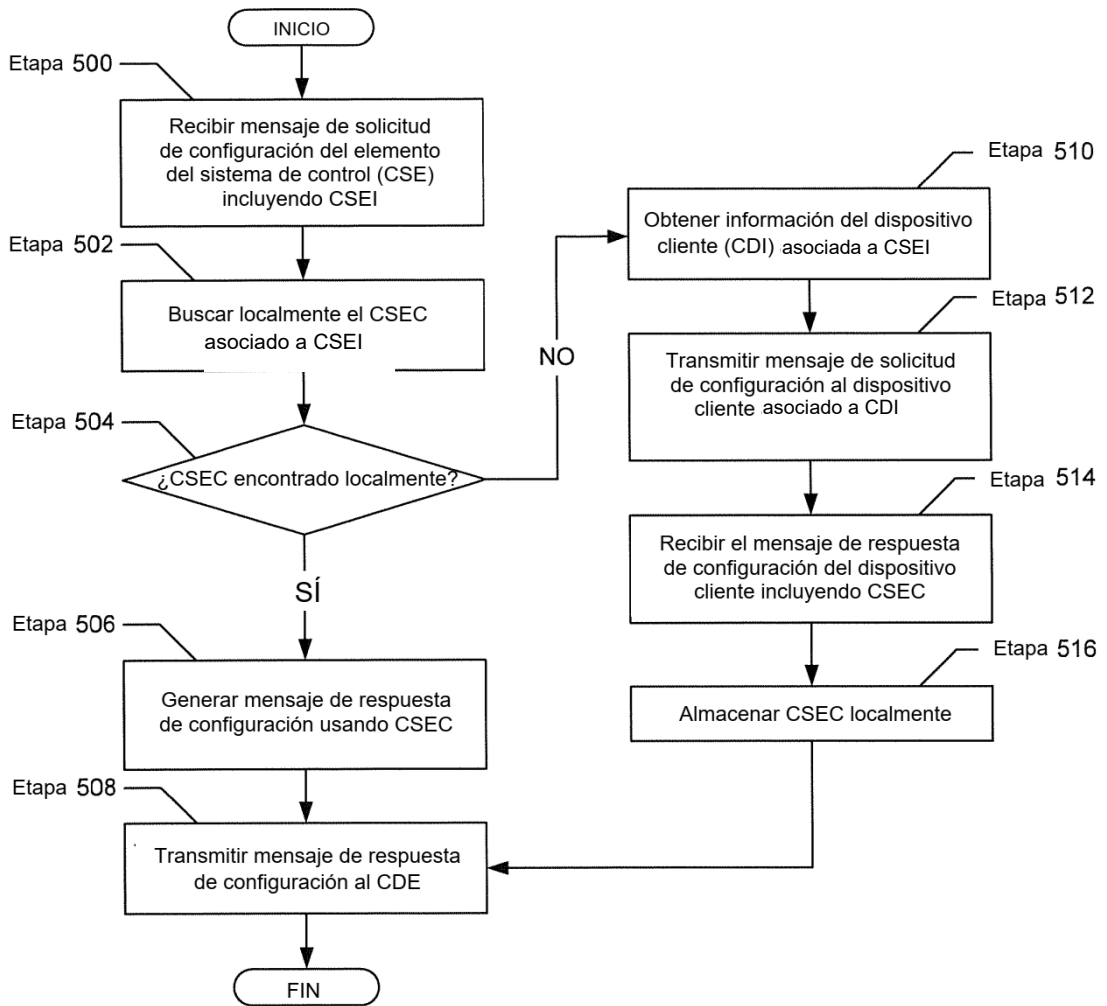 INICIO
Etapa 500
Recibir mensaje de solicitud
de configuración del elemento
del sistema de control (CSE)
incluyendo CSEI
Etapa 502
Buscar localmente el CSEC
asociado a CSEI
Etapa 504
¿CSEC encontrado localmente?
NO
SÍ
Etapa 506
Generar mensaje de respuesta
de configuración usando CSEC
Etapa 508
Transmitir mensaje de respuesta
de configuración al CDE
FIN
Etapa 510
Obtener información del dispositivo
cliente (CDI) asociada a CSEI
Etapa 512
Transmitir mensaje de solicitud
de configuración al dispositivo
cliente asociado a CDI
Etapa 514
Recibir el mensaje de respuesta
de configuración del dispositivo
cliente incluyendo CSEC
Etapa 516
Almacenar CSEC localmente